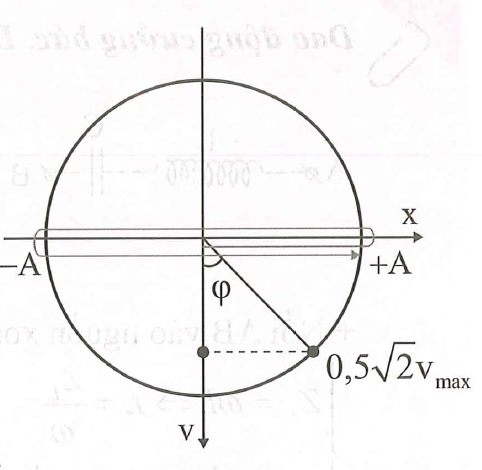 x
–A
+A
φ
0,5√2v_max
v